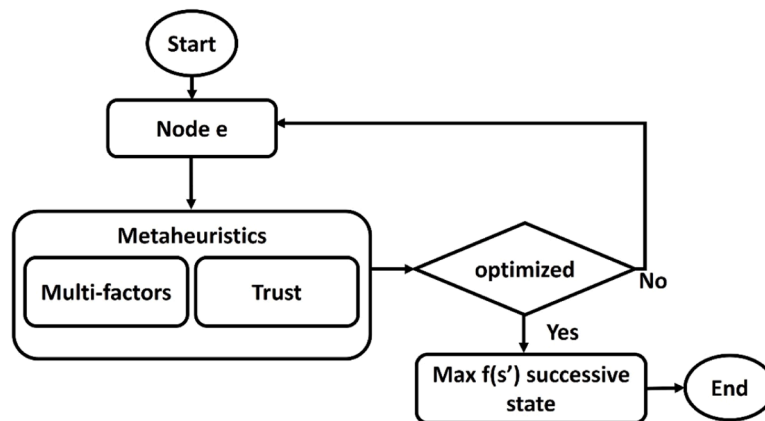 Start
Node e
Metaheuristics
Multi-factors
Trust
optimized
No
Yes
Max f(s’) successive
state
End